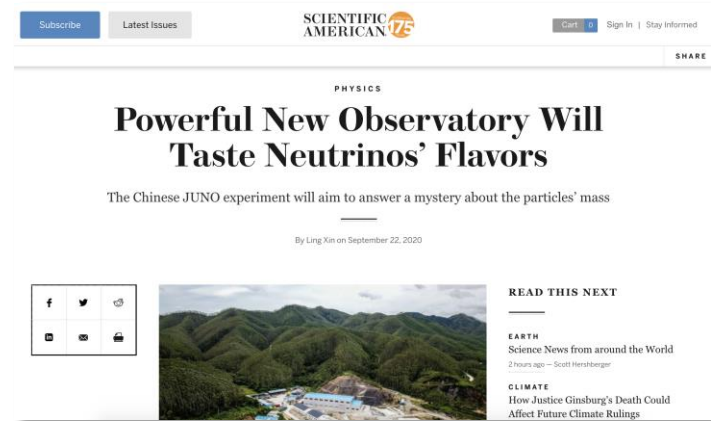 Subscribe
Latest Issues
SCIENTIFIC
AMERICAN
175
Cart 0
Sign In | Stay Informed
SHARE
PHYSICS
Powerful New Observatory Will
Taste Neutrinos’ Flavors
The Chinese JUNO experiment will aim to answer a mystery about the particles’ mass
By Ling Xin on September 22, 2020
READ THIS NEXT
EARTH
Science News from around the World
2 hours ago — Scott Hershberger
CLIMATE
How Justice Ginsburg’s Death Could
Affect Future Climate Rulings